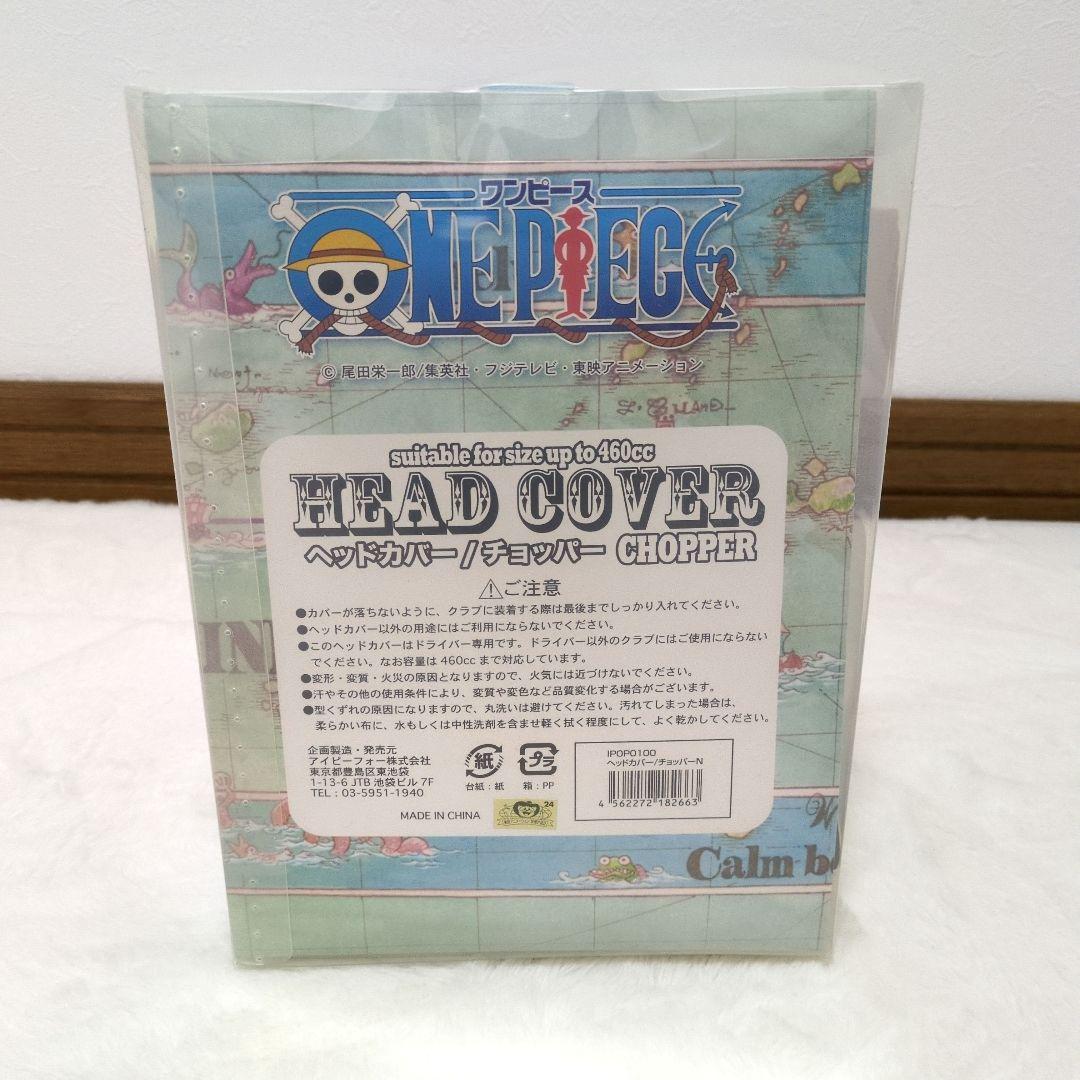 ワンピース
ONE PIECE
© 尾田栄一郎/集英社・フジテレビ・東映アニメーション
suitable for size up to 460cc
HEAD COVER
ヘッドカバー/チョッパー CHOPPER
⚠ご注意
●カバーが落ちないように、クラブに装着する際は最後までしっかり入れてください。
●ヘッドカバー以外の用途にはご利用にならないでください。
●このヘッドカバーはドライバー専用です。ドライバー以外のクラブにはご使用にならない
でください。なお容量は 460cc まで対応しています。
●変形・変質・火災の原因となりますので、火気には近づけないでください。
●汗やその他の使用条件により、変質や変色など品質変化する場合がございます。
●型くずれの原因になりますので、丸洗いは避けてください。汚れてしまった場合は、
柔らかい布に、水もしくは中性洗剤を含ませ軽く拭く程度にして、よく乾かしてください。
企画製造・発売元
アイピーフォー株式会社
東京都豊島区東池袋
1-13-6 JTB 池袋ビル 7F
TEL : 03-5951-1940
紙
台紙 : 紙
プラ
箱 : PP
IPOP0100
ヘッドカバー/チョッパーN
4 562272 182663
MADE IN CHINA
24
Calm be